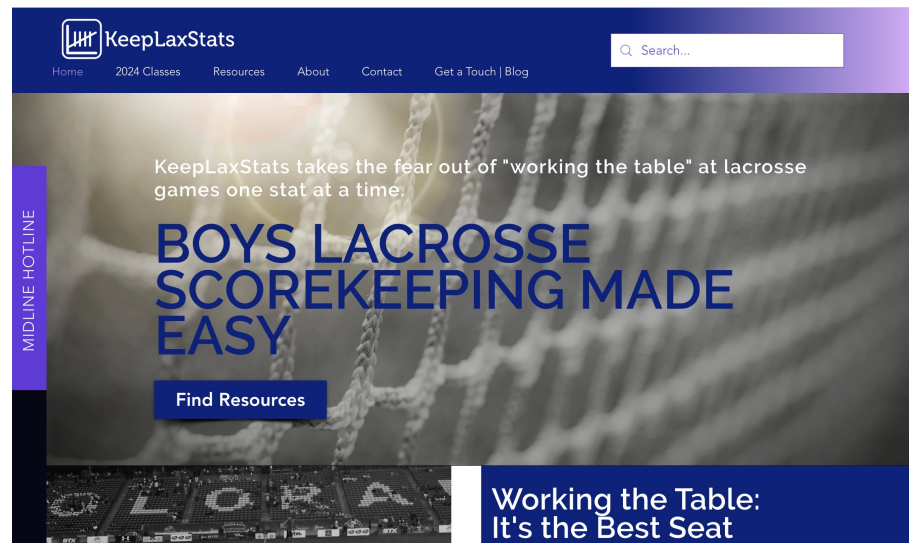 KeepLaxStats
Search...
Home 2024 Classes Resources About Contact Get a Touch | Blog
KeepLaxStats takes the fear out of "working the table" at lacrosse
games one stat at a time.
BOYS LACROSSE
SCOREKEEPING MADE
EASY
MIDLINE HOTLINE
Find Resources
OLORA
Working the Table:
It's the Best Seat
STX